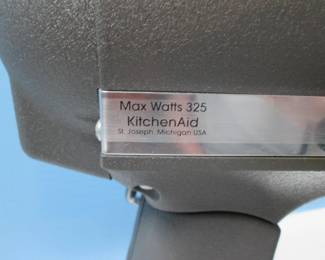 Max Watts 325
KitchenAid
St. Joseph, Michigan USA